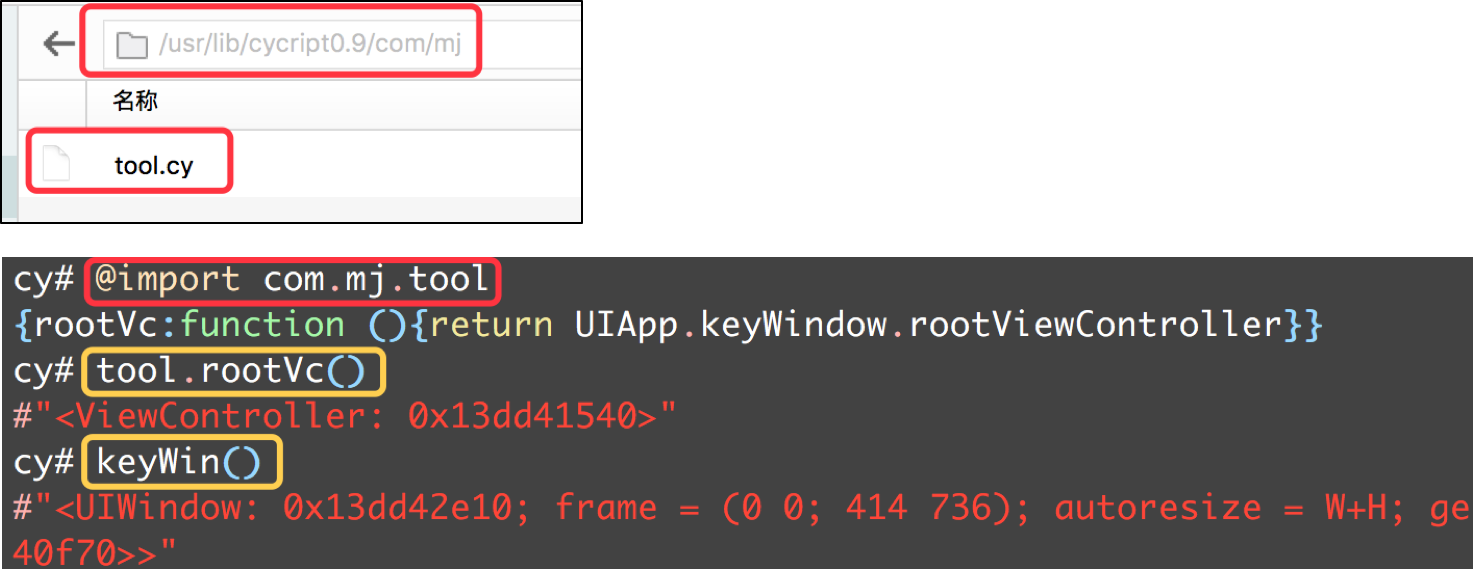 /usr/lib/cycript0.9/com/mj
名称
tool.cy
cy# @import com.mj.tool
{rootVc:function (){return UIApp.keyWindow.rootViewController}}
cy# tool.rootVc()
#"<ViewController: 0x13dd41540>"
cy# keyWin()
#"<UIWindow: 0x13dd42e10; frame = (0 0; 414 736); autoresize = W+H; ge
40f70>>"